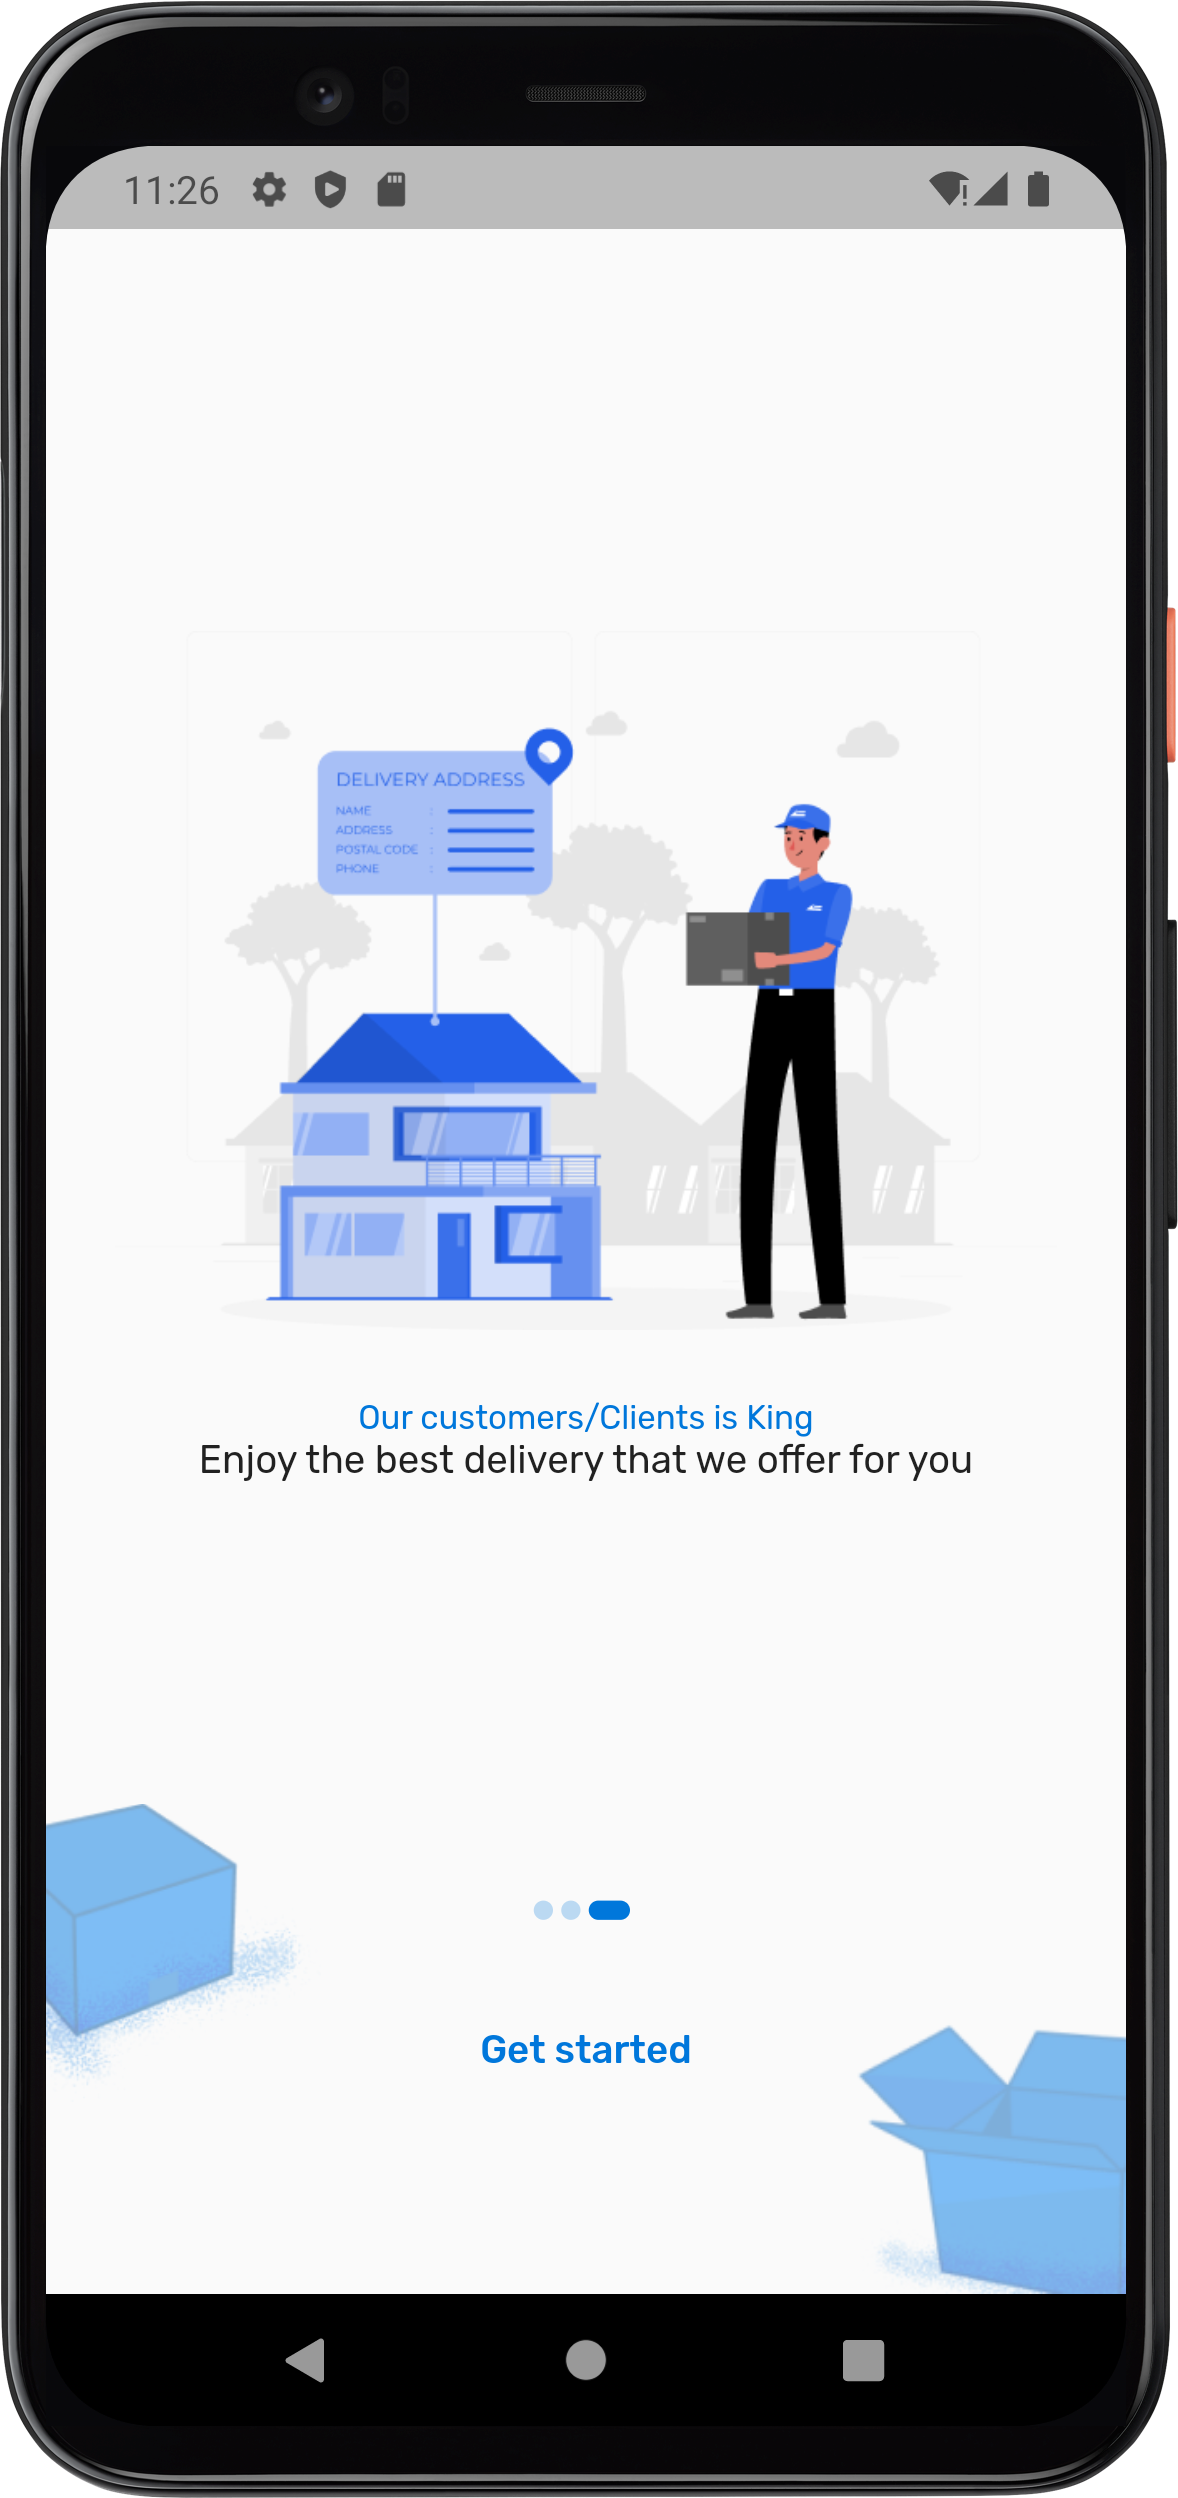 11:26
DELIVERY ADDRESS
NAME :
ADDRESS :
POSTAL CODE :
PHONE :
Our customers/Clients is King
Enjoy the best delivery that we offer for you
Get started